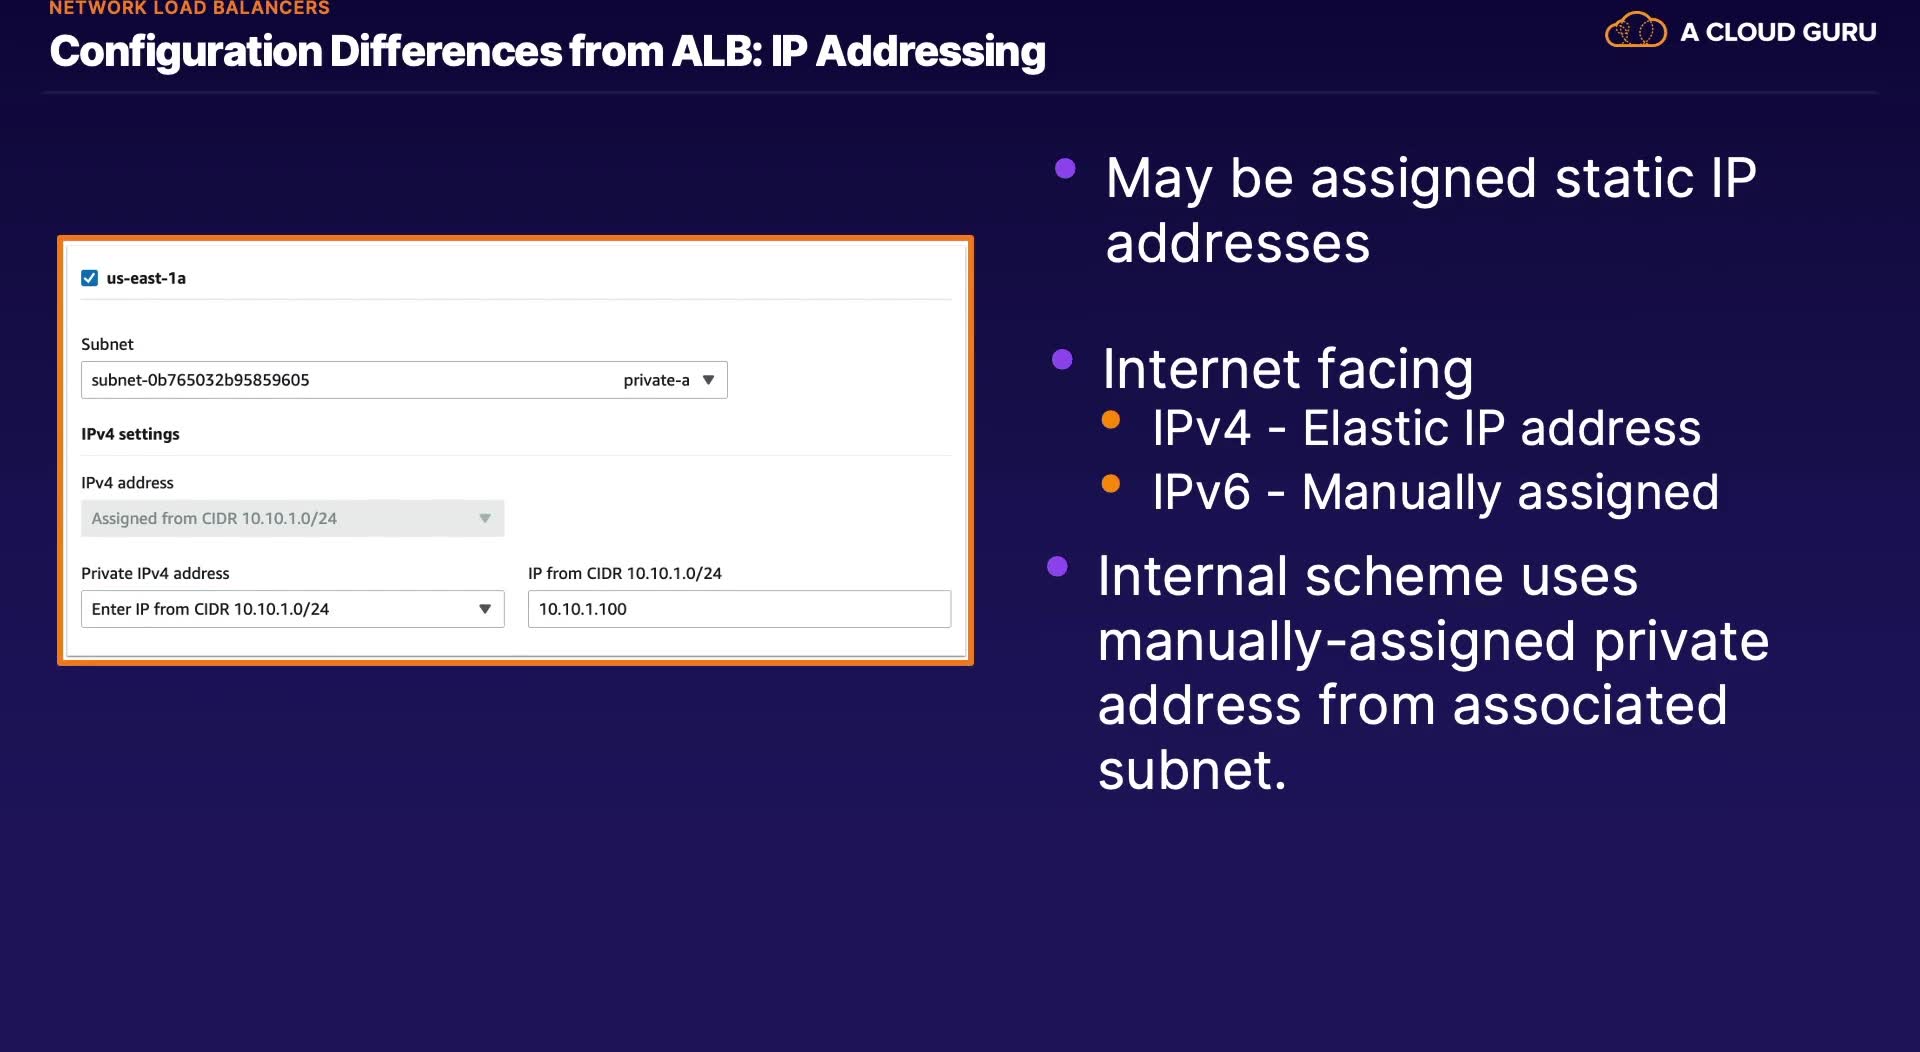 NETWORK LOAD BALANCERS
Configuration Differences from ALB: IP Addressing
A CLOUD GURU
us-east-1a
Subnet
subnet-0b765032b95859605 private-a
IPv4 settings
IPv4 address
Assigned from CIDR 10.10.1.0/24
Private IPv4 address
Enter IP from CIDR 10.10.1.0/24
IP from CIDR 10.10.1.0/24
10.10.1.100
May be assigned static IP
addresses
Internet facing
IPv4 - Elastic IP address
IPv6 - Manually assigned
Internal scheme uses
manually-assigned private
address from associated
subnet.